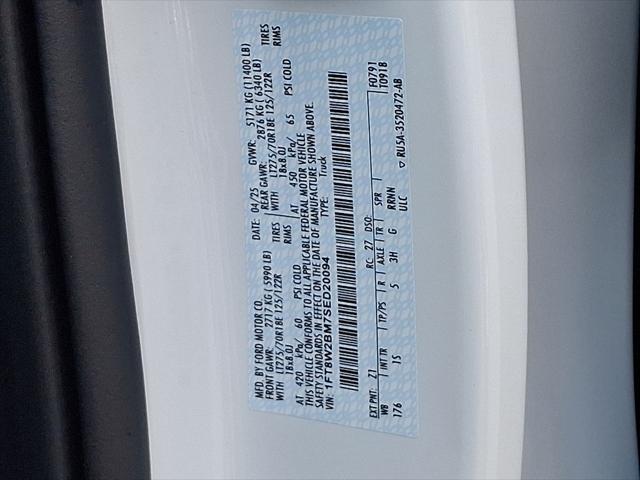 MFD. BY FORD MOTOR CO. DATE: 04/25 GVWR: 5171 KG (11400 LB)
FRONT GAWR: 2717 KG (5990 LB) REAR GAWR: 2876 KG (6340 LB)
WITH LT275/70R18E 125/122R TIRES WITH LT275/70R18E 125/122R TIRES
18x8.0J RIMS 18x8.0J RIMS
AT 420 kPa/ 60 PSI COLD AT 450 kPa/ 65 PSI COLD
THIS VEHICLE CONFORMS TO ALL APPLICABLE FEDERAL MOTOR VEHICLE
SAFETY STANDARDS IN EFFECT ON THE DATE OF MANUFACTURE SHOWN ABOVE.
VIN: 1FT8W2BM7SED20094 TYPE: Truck
EXT PNT: Z1 RC: 27 DSO: F0791
WB INT TR TP/PS R AXLE TR SPR T0918
176 1S 5 3H G RRNN
ULC ▽ RU5A-3520472-AB